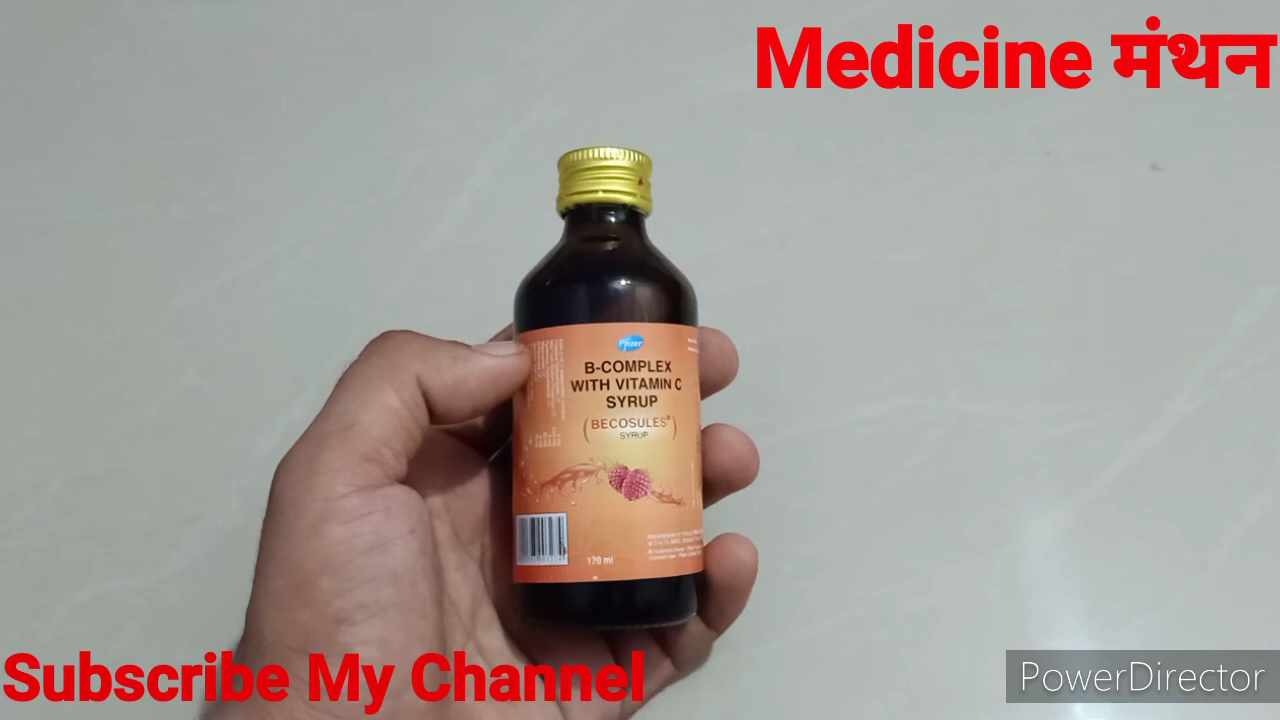 Medicine मंथन
Pfizer
B-COMPLEX
WITH VITAMIN C
SYRUP
(BECOSULES®)
SYRUP
120 ml
Subscribe My Channel
PowerDirector